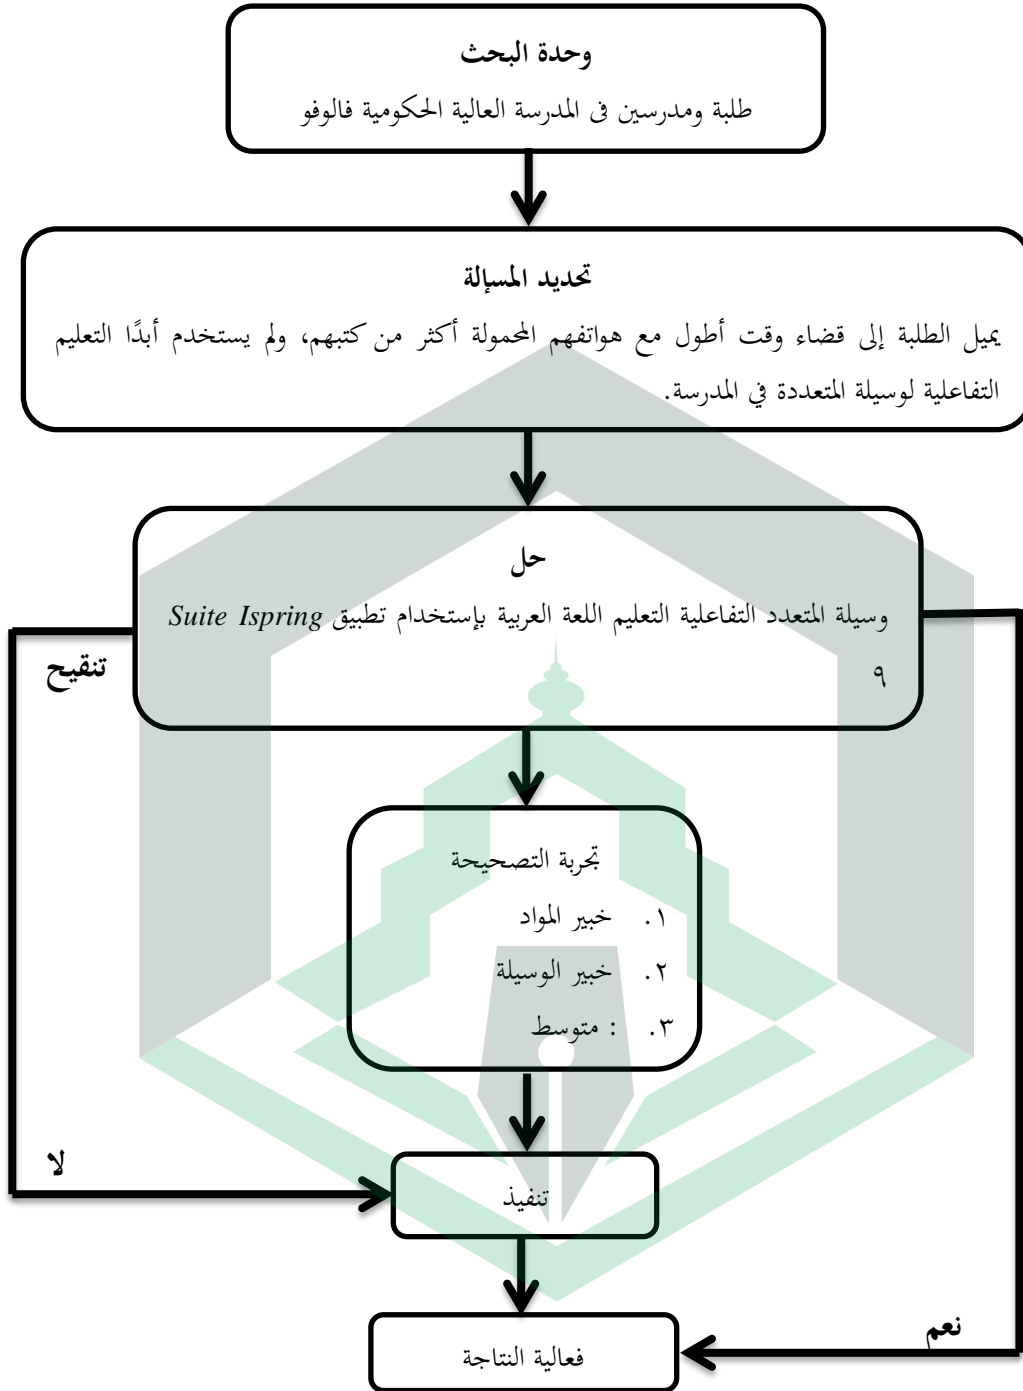 وحدة البحث
طلبة ومدرسين فى المدرسة العالية الحكومية فالوفو
تحديد المسإلة
يميل الطلبة إلى قضاء وقت أطول مع هواتفهم المحمولة أكثر من كتبهم، ولم يستخدم أبدًا التعليم
التفاعلية لوسيلة المتعددة في المدرسة.
حل
وسيلة المتعدد التفاعلية التعليم اللعة العربية بإستخدام تطبيق Suite Ispring
٩
تنقيح
تجربة التصحيحة
١. خبير المواد
٢. خبير الوسيلة
٣. : متوسط
لا
تنفيذ
نعم
فعالية النتاجة